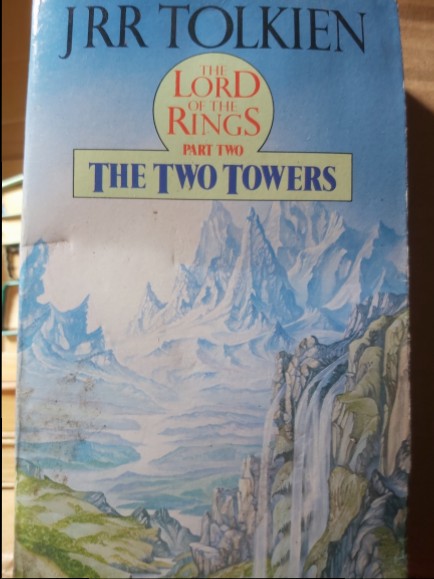 J R R TOLKIEN
THE
LORD
OF THE
RINGS
PART TWO
THE TWO TOWERS